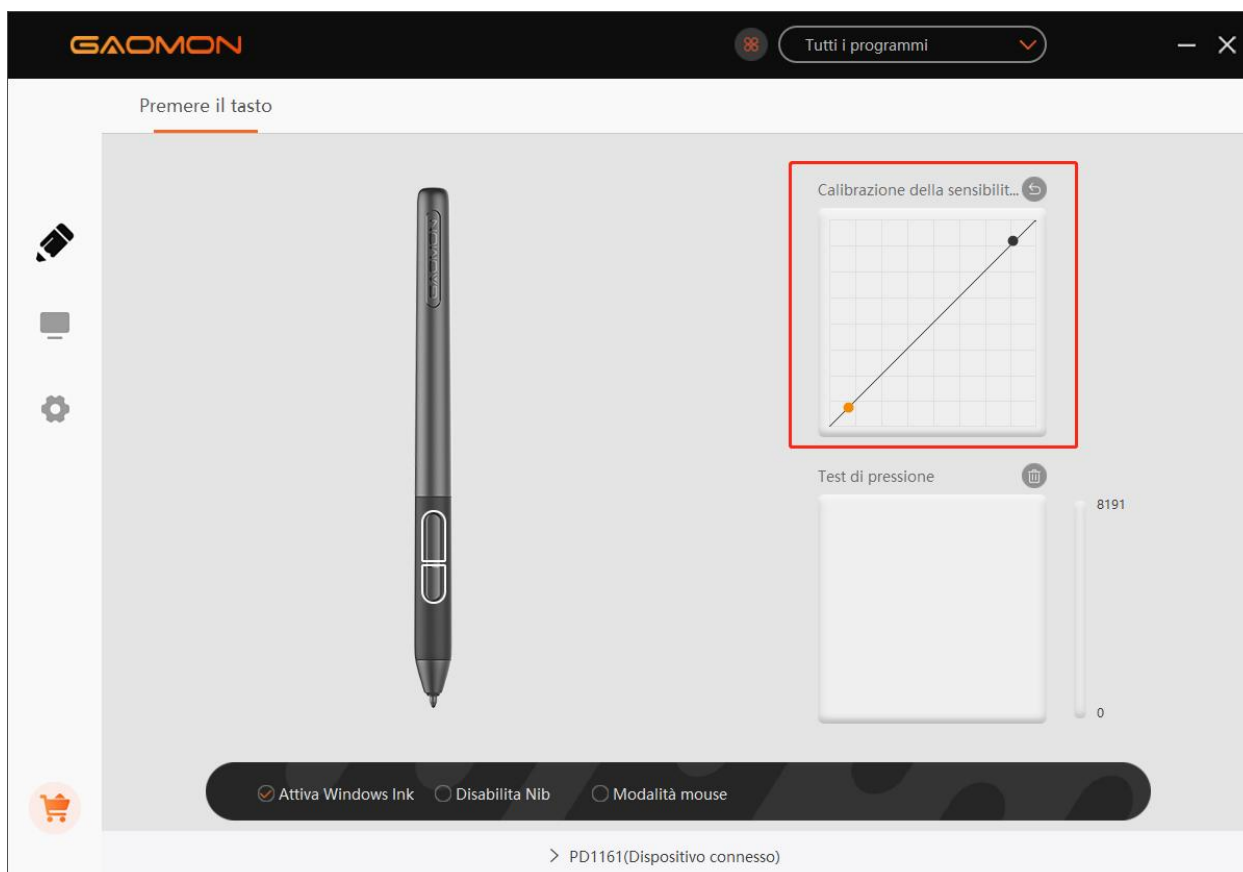 GAOMON
Tutti i programmi
Premere il tasto
Calibrazione della sensibilit...
GAOMON
Test di pressione
8191
0
Attiva Windows Ink
Disabilita Nib
Modalità mouse
> PD1161(Dispositivo connesso)